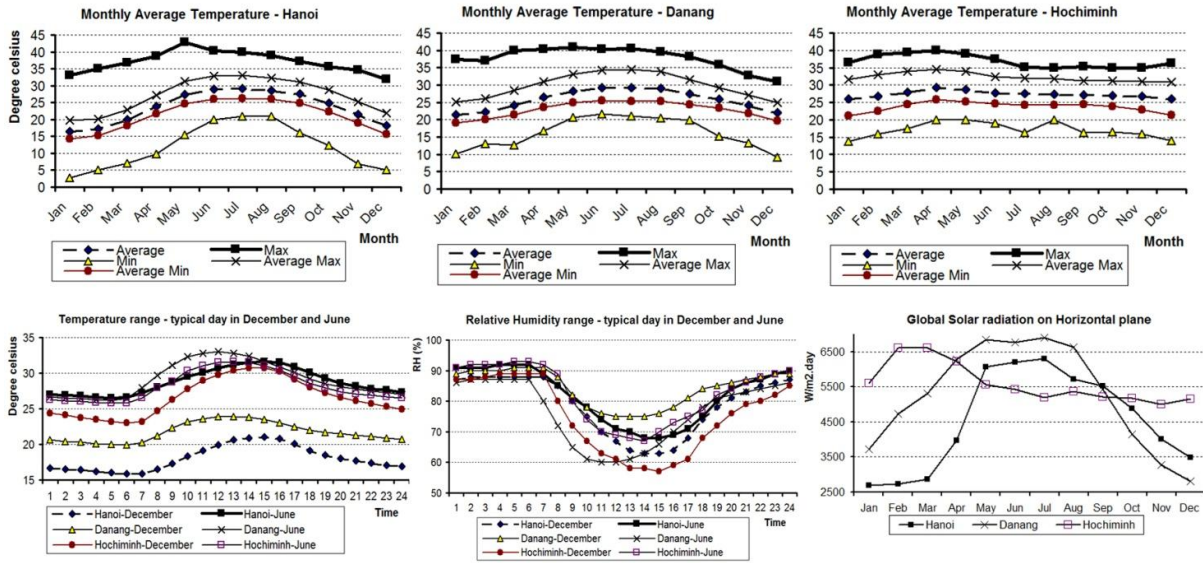 Monthly Average Temperature - Hanoi
Degree celsius
45
40
35
30
25
20
15
10
5
0
Jan Feb Mar Apr May Jun Jul Aug Sep Oct Nov Dec
Month
Average Max
Min Average Max
Average Min
Monthly Average Temperature - Danang
45
40
35
30
25
20
15
10
5
0
Jan Feb Mar Apr May Jun Jul Aug Sep Oct Nov Dec
Month
Average Max
Min Average Max
Average Min
Monthly Average Temperature - Hochiminh
45
40
35
30
25
20
15
10
5
0
Jan Feb Mar Apr May Jun Jul Aug Sep Oct Nov Dec
Month
Average Max
Min Average Max
Average Min
Temperature range - typical day in December and June
Degree celsius
35
30
25
20
15
1 2 3 4 5 6 7 8 9 10 11 12 13 14 15 16 17 18 19 20 21 22 23 24
Time
Hanoi-December Hanoi-June
Danang-December Danang-June
Hochiminh-December Hochiminh-June
Relative Humidity range - typical day in December and June
RH (%)
100
90
80
70
60
50
1 2 3 4 5 6 7 8 9 10 11 12 13 14 15 16 17 18 19 20 21 22 23 24
Time
Hanoi-December Hanoi-June
Danang-December Danang-June
Hochiminh-December Hochiminh-June
Global Solar radiation on Horizontal plane
W/m2.day
6500
5500
4500
3500
2500
Jan Feb Mar Apr May Jun Jul Aug Sep Oct Nov Dec
Hanoi Danang Hochiminh